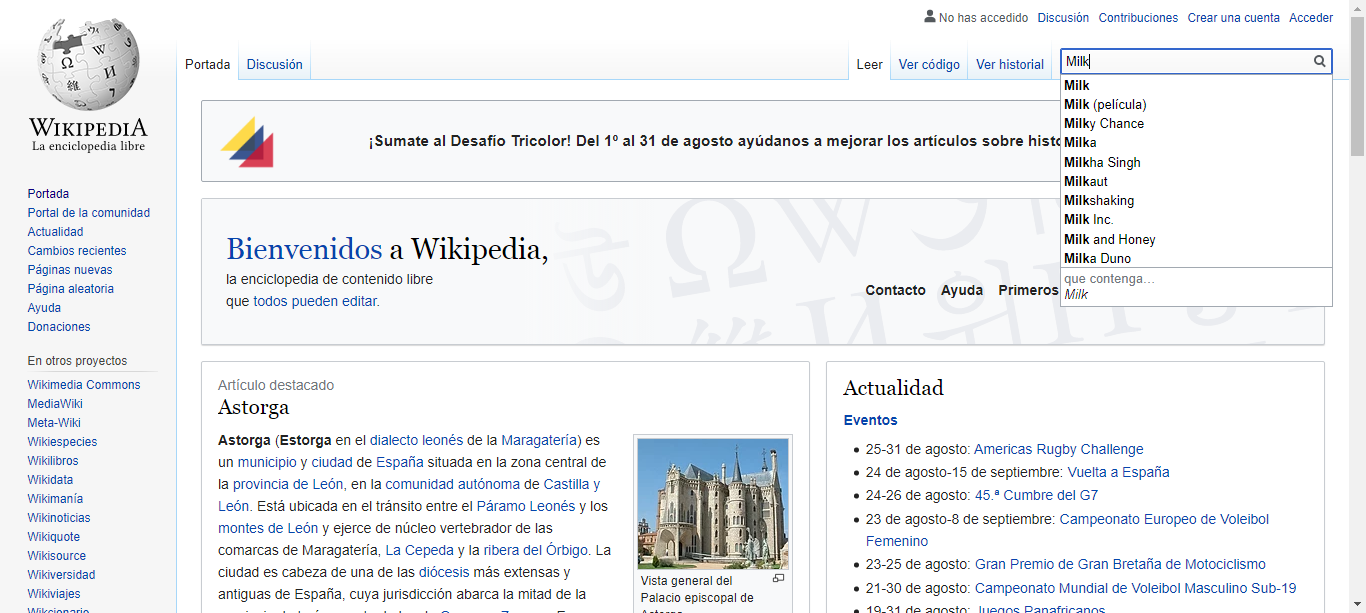 No ha accedido Discusión Contribuciones Crear una cuenta Acceder
WIKIPEDIA
La enciclopedia libre
Portada Discusión Leer Ver código Ver historial Milk
Milk
Milk (película)
Milky Chance
Milka
Milkha Singh
Milkaut
Milkshaking
Milk Inc.
Milk and Honey
Milka Duno
que contenga...
Milk
Portada
Portal de la comunidad
Actualidad
Cambios recientes
Páginas nuevas
Página aleatoria
Ayuda
Donaciones
En otros proyectos
Wikimedia Commons
MediaWiki
Meta-Wiki
Wikiespecies
Wikilibros
Wikidata
Wikimanía
Wikinoticias
Wikiquote
Wikisource
Wikiversidad
Wikiviajes
Wikcionario
¡Sumate al Desafío Tricolor! Del 1º al 31 de agosto ayúdanos a mejorar los artículos sobre histo
Bienvenidos a Wikipedia,
la enciclopedia de contenido libre
que todos pueden editar.
Contacto Ayuda Primeros
Artículo destacado
Astorga
Astorga (Estorga en el dialecto leonés de la Maragatería) es
un municipio y ciudad de España situada en la zona central de
la provincia de León, en la comunidad autónoma de Castilla y
León. Está ubicada en el tránsito entre el Páramo Leonés y los
montes de León y ejerce de núcleo vertebrador de las
comarcas de Maragatería, La Cepeda y la ribera del Órbigo. La
ciudad es cabeza de una de las diócesis más extensas y
antiguas de España, cuya jurisdicción abarca la mitad de la
Vista general del
Palacio episcopal de
Actualidad
Eventos
25-31 de agosto: Americas Rugby Challenge
24 de agosto-15 de septiembre: Vuelta a España
24-26 de agosto: 45.ª Cumbre del G7
23 de agosto-8 de septiembre: Campeonato Europeo de Voleibol
Femenino
23-25 de agosto: Gran Premio de Gran Bretaña de Motociclismo
21-30 de agosto: Campeonato Mundial de Voleibol Masculino Sub-19
19-31 de agosto: Juegos Panafricanos